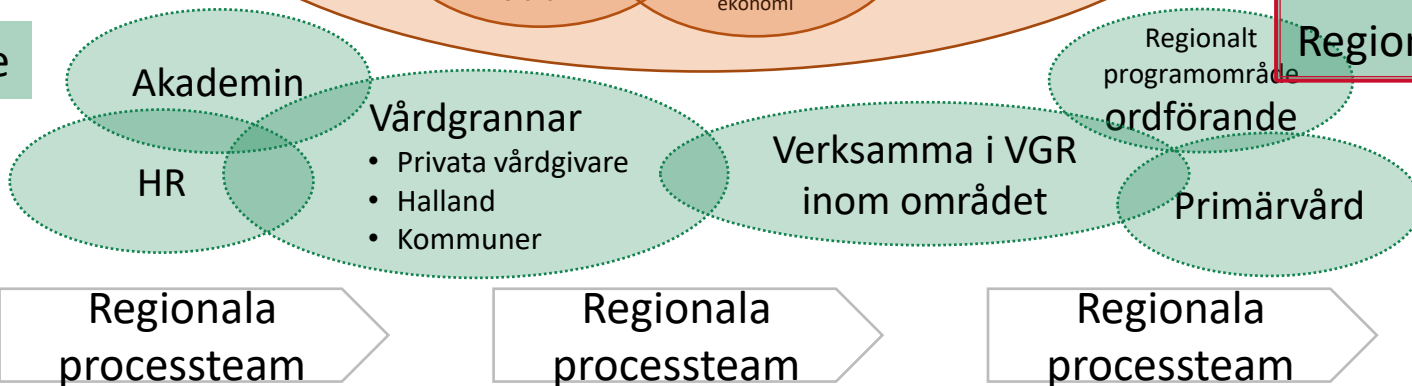 ekonomi
Akademin
HR
Vårdgrannar
• Privata vårdgivare
• Halland
• Kommuner
Verksamma i VGR
inom området
Regionalt
programområde
ordförande
Primärvård
Regionala
processteam
Regionala
processteam
Regionala
processteam